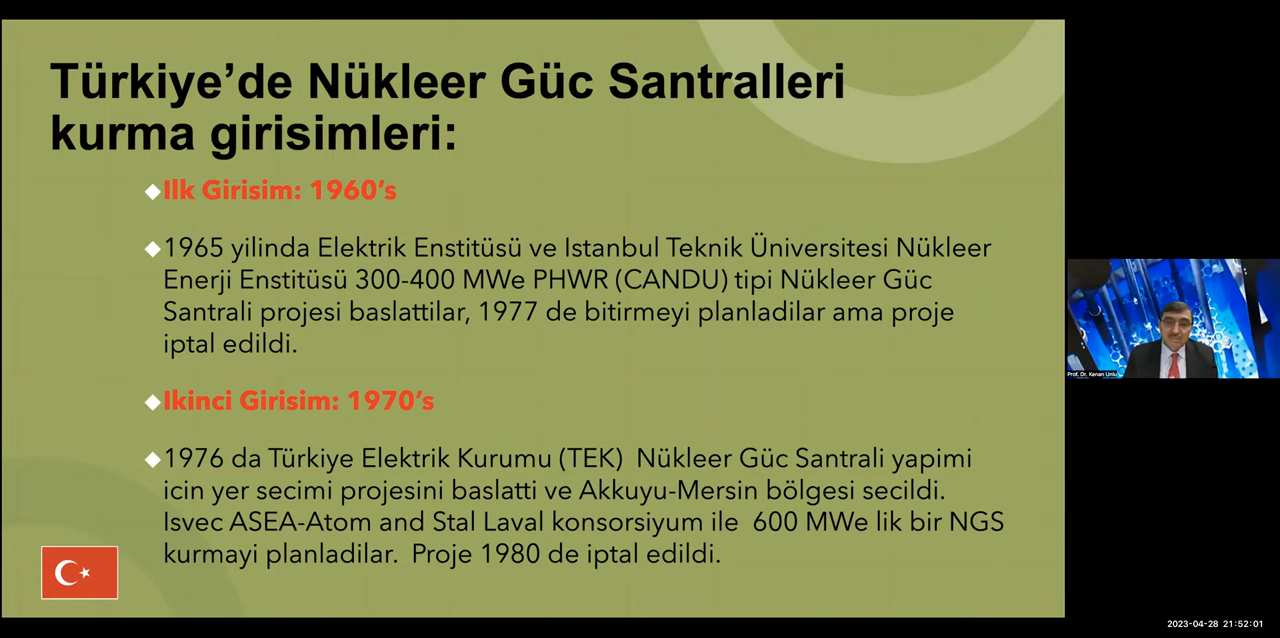 Türkiye’de Nükleer Güc Santralleri
kurma girisimleri:
Ilk Girisim: 1960’s
1965 yilinda Elektrik Enstitüsü ve Istanbul Teknik Üniversitesi Nükleer
Enerji Enstitüsü 300-400 MWe PHWR (CANDU) tipi Nükleer Güc
Santrali projesi baslattilar, 1977 de bitirmeyi planladilar ama proje
iptal edildi.
Ikinci Girisim: 1970’s
1976 da Türkiye Elektrik Kurumu (TEK)  Nükleer Güc Santrali yapimi
icin yer secimi projesini baslatti ve Akkuyu-Mersin bölgesi secildi.
Isvec ASEA-Atom and Stal Laval konsorsiyum ile  600 MWe lik bir NGS
kurmayi planladilar.  Proje 1980 de iptal edildi.
Prof. Dr. Kenan Unlu
2023-04-28 21:52:01